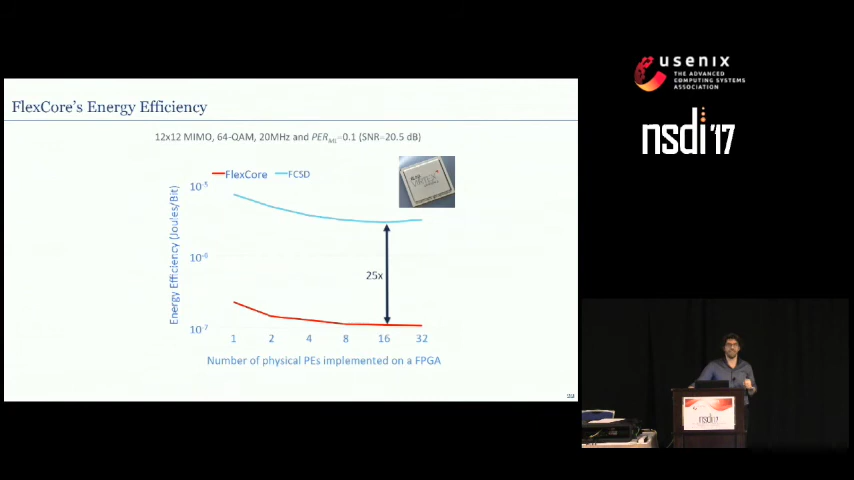 FlexCore's Energy Efficiency
12x12 MIMO, 64-QAM, 20MHz and PER_ML=0.1 (SNR=20.5 dB)
FlexCore FCSD
VIRTEX
Energy Efficiency (Joules/Bit)
10-5
10-6
10-7
25x
1 2 4 8 16 32
Number of physical PEs implemented on a FPGA
usenix
THE ADVANCED
COMPUTING SYSTEMS
ASSOCIATION
nsdi '17
nsdi